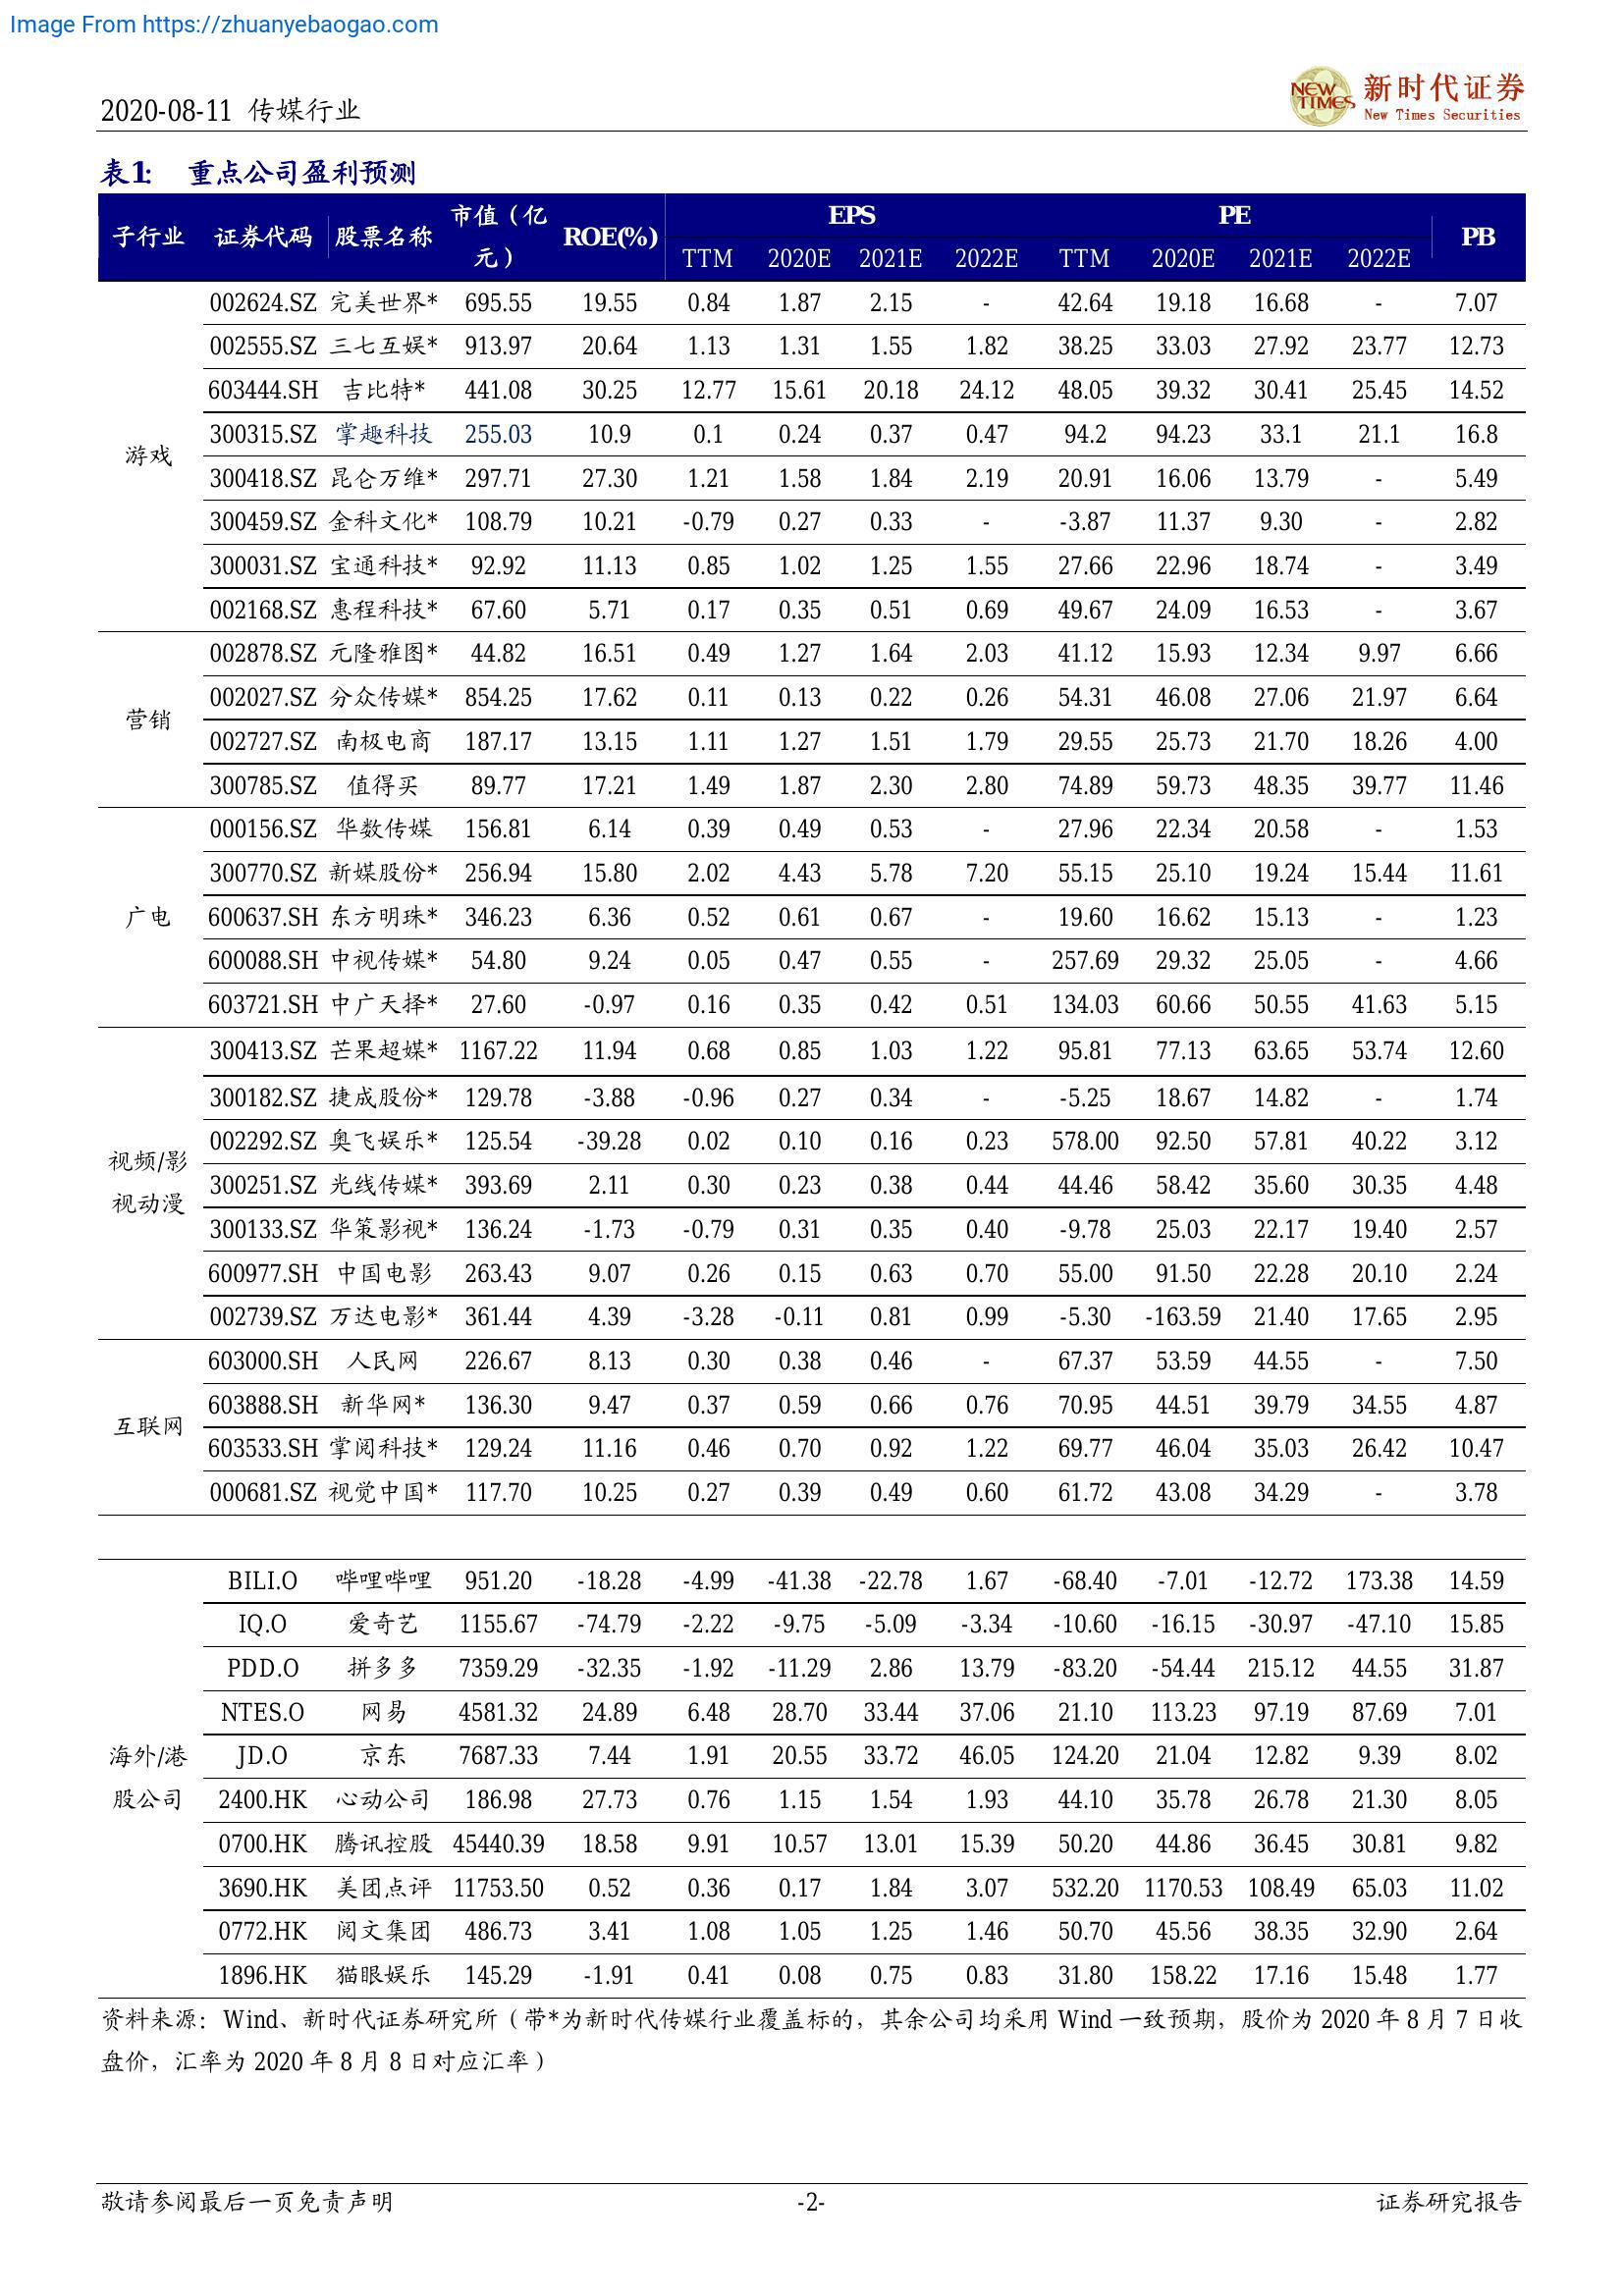 Image From https://zhuanyebaogao.com
2020-08-11 传媒行业
NEW TIMES 新时代证券
New Times Securities
表1: 重点公司盈利预测
子行业 证券代码 股票名称 市值（亿元） ROE(%) EPS PE PB
TTM 2020E 2021E 2022E TTM 2020E 2021E 2022E
游戏
002624.SZ 完美世界* 695.55 19.55 0.84 1.87 2.15 - 42.64 19.18 16.68 - 7.07
002555.SZ 三七互娱* 913.97 20.64 1.13 1.31 1.55 1.82 38.25 33.03 27.92 23.77 12.73
603444.SH 吉比特* 441.08 30.25 12.77 15.61 20.18 24.12 48.05 39.32 30.41 25.45 14.52
300315.SZ 掌趣科技 255.03 10.9 0.1 0.24 0.37 0.47 94.2 94.23 33.1 21.1 16.8
300418.SZ 昆仑万维* 297.71 27.30 1.21 1.58 1.84 2.19 20.91 16.06 13.79 - 5.49
300459.SZ 金科文化* 108.79 10.21 -0.79 0.27 0.33 - -3.87 11.37 9.30 - 2.82
300031.SZ 宝通科技* 92.92 11.13 0.85 1.02 1.25 1.55 27.66 22.96 18.74 - 3.49
002168.SZ 惠程科技* 67.60 5.71 0.17 0.35 0.51 0.69 49.67 24.09 16.53 - 3.67
营销
002878.SZ 元隆雅图* 44.82 16.51 0.49 1.27 1.64 2.03 41.12 15.93 12.34 9.97 6.66
002027.SZ 分众传媒* 854.25 17.62 0.11 0.13 0.22 0.26 54.31 46.08 27.06 21.97 6.64
002727.SZ 南极电商 187.17 13.15 1.11 1.27 1.51 1.79 29.55 25.73 21.70 18.26 4.00
300785.SZ 值得买 89.77 17.21 1.49 1.87 2.30 2.80 74.89 59.73 48.35 39.77 11.46
广电
000156.SZ 华数传媒 156.81 6.14 0.39 0.49 0.53 - 27.96 22.34 20.58 - 1.53
300770.SZ 新媒股份* 256.94 15.80 2.02 4.43 5.78 7.20 55.15 25.10 19.24 15.44 11.61
600637.SH 东方明珠* 346.23 6.36 0.52 0.61 0.67 - 19.60 16.62 15.13 - 1.23
600088.SH 中视传媒* 54.80 9.24 0.05 0.47 0.55 - 257.69 29.32 25.05 - 4.66
603721.SH 中广天择* 27.60 -0.97 0.16 0.35 0.42 0.51 134.03 60.66 50.55 41.63 5.15
视频/影视动漫
300413.SZ 芒果超媒* 1167.22 11.94 0.68 0.85 1.03 1.22 95.81 77.13 63.65 53.74 12.60
300182.SZ 捷成股份* 129.78 -3.88 -0.96 0.27 0.34 - -5.25 18.67 14.82 - 1.74
002292.SZ 奥飞娱乐* 125.54 -39.28 0.02 0.10 0.16 0.23 578.00 92.50 57.81 40.22 3.12
300251.SZ 光线传媒* 393.69 2.11 0.30 0.23 0.38 0.44 44.46 58.42 35.60 30.35 4.48
300133.SZ 华策影视* 136.24 -1.73 -0.79 0.31 0.35 0.40 -9.78 25.03 22.17 19.40 2.57
600977.SH 中国电影 263.43 9.07 0.26 0.15 0.63 0.70 55.00 91.50 22.28 20.10 2.24
002739.SZ 万达电影* 361.44 4.39 -3.28 -0.11 0.81 0.99 -5.30 -163.59 21.40 17.65 2.95
互联网
603000.SH 人民网 226.67 8.13 0.30 0.38 0.46 - 67.37 53.59 44.55 - 7.50
603888.SH 新华网* 136.30 9.47 0.37 0.59 0.66 0.76 70.95 44.51 39.79 34.55 4.87
603533.SH 掌阅科技* 129.24 11.16 0.46 0.70 0.92 1.22 69.77 46.04 35.03 26.42 10.47
000681.SZ 视觉中国* 117.70 10.25 0.27 0.39 0.49 0.60 61.72 43.08 34.29 - 3.78
海外/港股公司
BILI.O 哔哩哔哩 951.20 -18.28 -4.99 -41.38 -22.78 1.67 -68.40 -7.01 -12.72 173.38 14.59
IQ.O 爱奇艺 1155.67 -74.79 -2.22 -9.75 -5.09 -3.34 -10.60 -16.15 -30.97 -47.10 15.85
PDD.O 拼多多 7359.29 -32.35 -1.92 -11.29 2.86 13.79 -83.20 -54.44 215.12 44.55 31.87
NTES.O 网易 4581.32 24.89 6.48 28.70 33.44 37.06 21.10 113.23 97.19 87.69 7.01
JD.O 京东 7687.33 7.44 1.91 20.55 33.72 46.05 124.20 21.04 12.82 9.39 8.02
2400.HK 心动公司 186.98 27.73 0.76 1.15 1.54 1.93 44.10 35.78 26.78 21.30 8.05
0700.HK 腾讯控股 45440.39 18.58 9.91 10.57 13.01 15.39 50.20 44.86 36.45 30.81 9.82
3690.HK 美团点评 11753.50 0.52 0.36 0.17 1.84 3.07 532.20 1170.53 108.49 65.03 11.02
0772.HK 阅文集团 486.73 3.41 1.08 1.05 1.25 1.46 50.70 45.56 38.35 32.90 2.64
1896.HK 猫眼娱乐 145.29 -1.91 0.41 0.08 0.75 0.83 31.80 158.22 17.16 15.48 1.77
资料来源：Wind、新时代证券研究所（带*为新时代传媒行业覆盖标的，其余公司均采用 Wind 一致预期，股价为 2020 年 8 月 7 日收
盘价，汇率为 2020 年 8 月 8 日对应汇率）
敬请参阅最后一页免责声明 -2- 证券研究报告